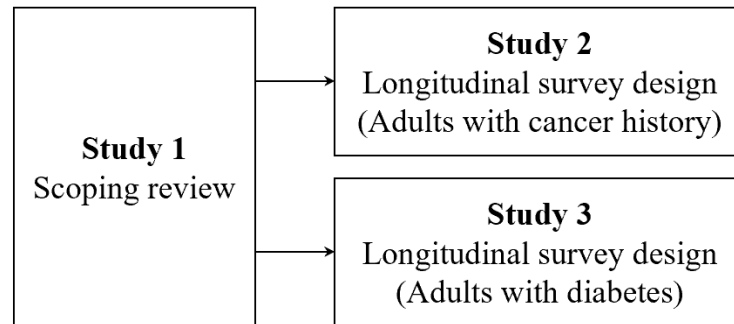 Study 1
Scoping review
Study 2
Longitudinal survey design
(Adults with cancer history)
Study 3
Longitudinal survey design
(Adults with diabetes)